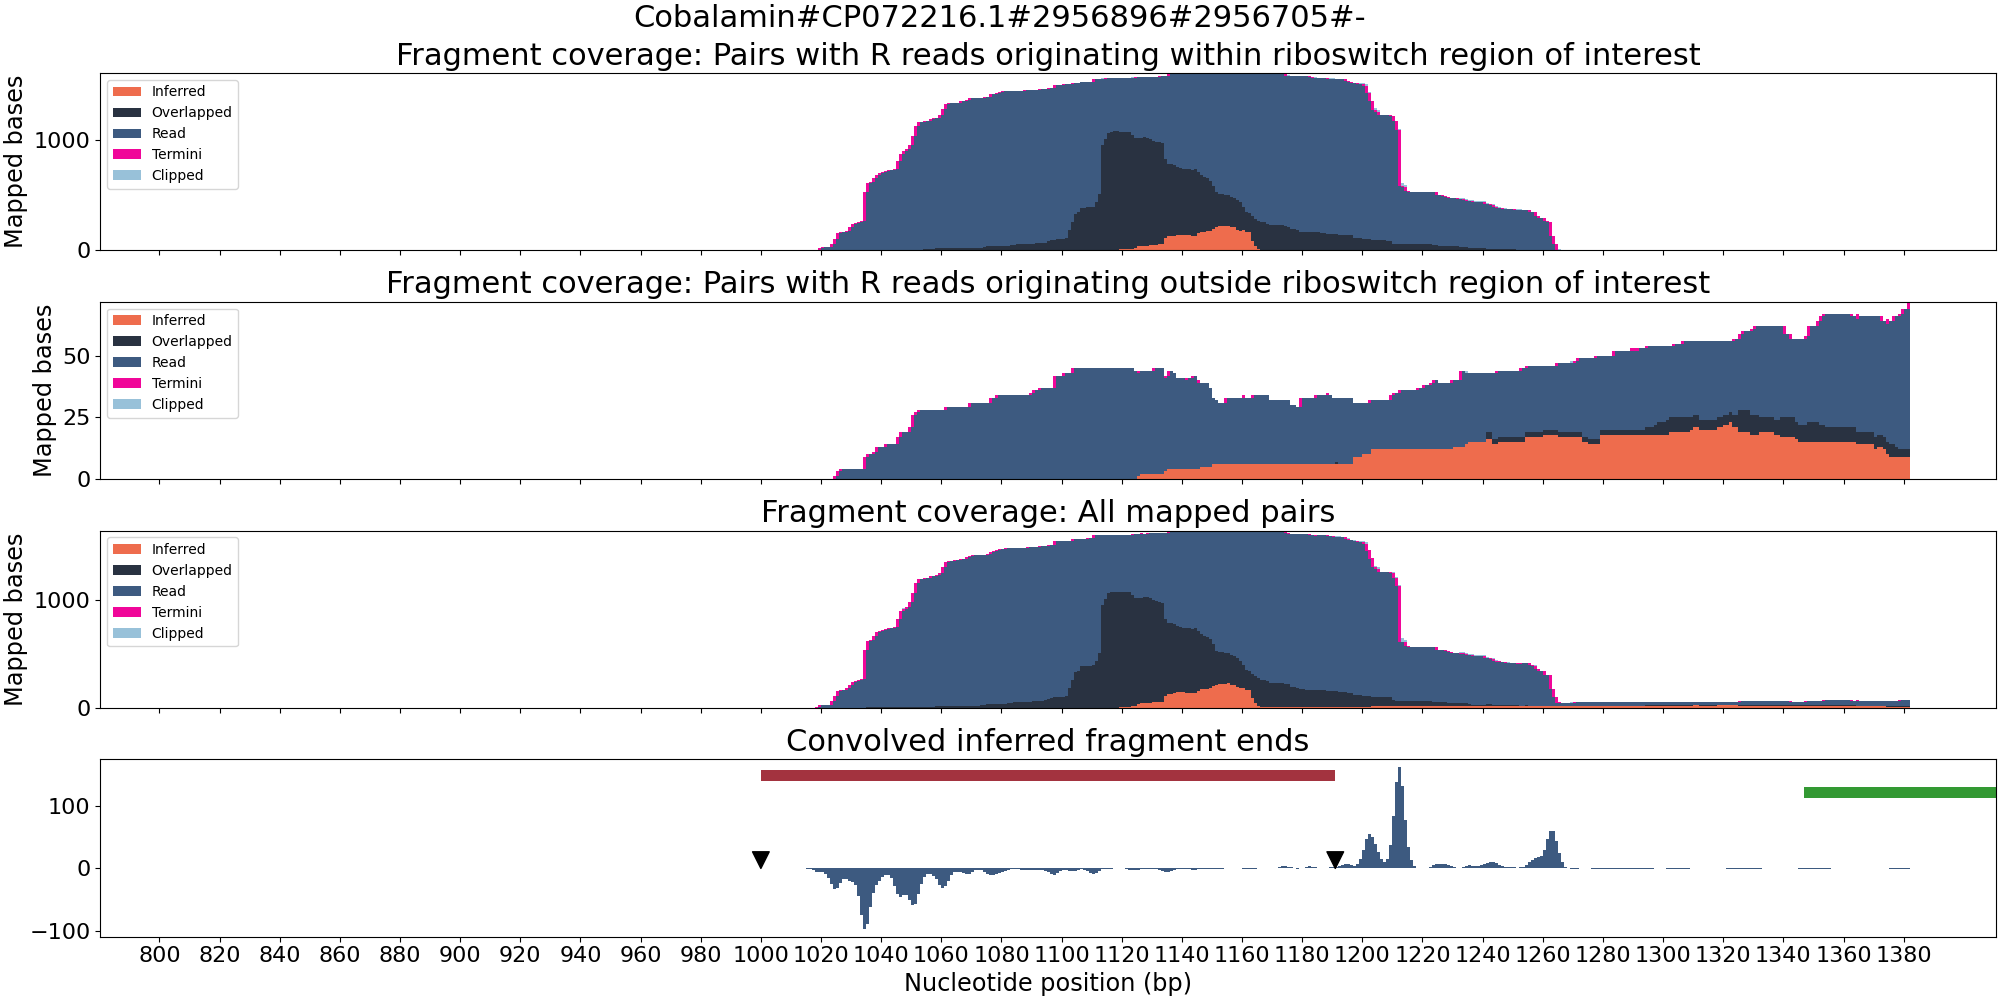 Cobalamin#CP072216.1#2956896#2956705#-
Fragment coverage: Pairs with R reads originating within riboswitch region of interest
Mapped bases
1000
0
Inferred
Overlapped
Read
Termini
Clipped
Fragment coverage: Pairs with R reads originating outside riboswitch region of interest
Mapped bases
50
25
0
Inferred
Overlapped
Read
Termini
Clipped
Fragment coverage: All mapped pairs
Mapped bases
1000
0
Inferred
Overlapped
Read
Termini
Clipped
Convolved inferred fragment ends
100
0
−100
800 820 840 860 880 900 920 940 960 980 1000 1020 1040 1060 1080 1100 1120 1140 1160 1180 1200 1220 1240 1260 1280 1300 1320 1340 1360 1380
Nucleotide position (bp)